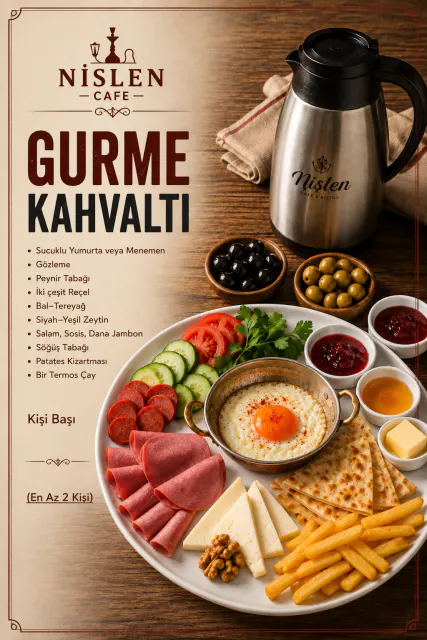 NİSLEN
CAFE
GURME
KAHVALTI
• Sucuklu Yumurta veya Menemen
• Gözleme
• Peynir Tabağı
• İki çeşit Reçel
• Bal–Tereyağ
• Siyah–Yeşil Zeytin
• Salam, Sosis, Dana Jambon
• Söğüş Tabağı
• Patates Kızartması
• Bir Termos Çay
Kişi Başı
(En Az 2 Kişi)
Nişlen